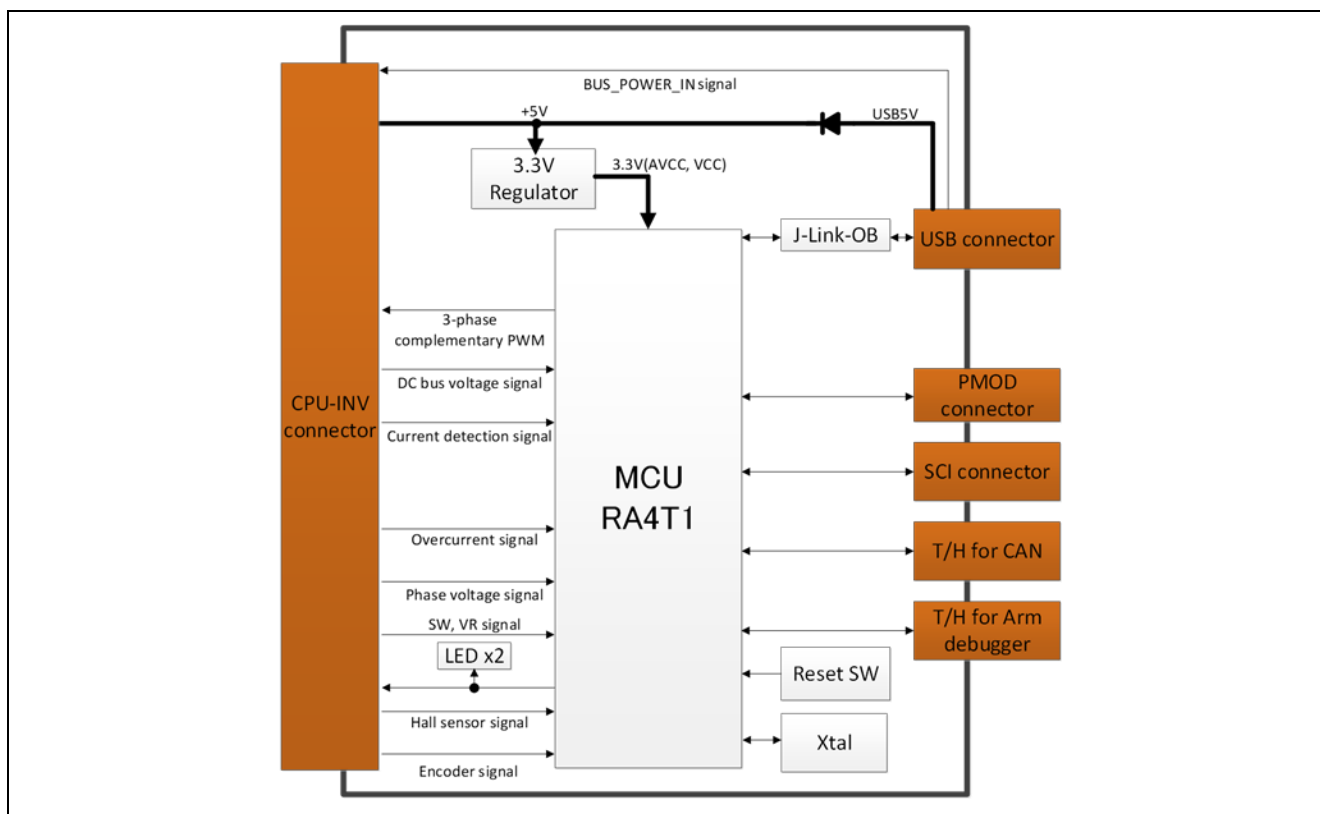 BUS_POWER_IN signal
+5V
USB5V
3.3V
Regulator
3.3V(AVCC, VCC)
J-Link-OB
USB connector
3-phase
complementary PWM
DC bus voltage signal
CPU-INV
connector
Current detection signal
MCU
RA4T1
PMOD
connector
SCI connector
Overcurrent signal
T/H for CAN
Phase voltage signal
SW, VR signal
T/H for Arm
debugger
LED x2
Reset SW
Hall sensor signal
Xtal
Encoder signal